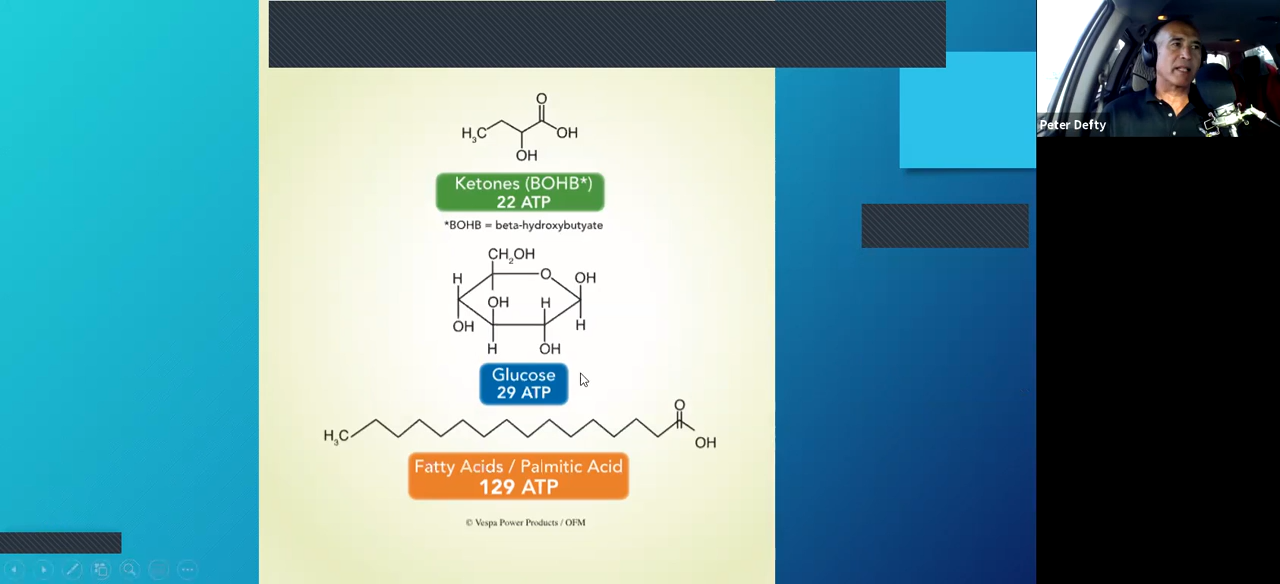 O
H₃C
OH
OH
Ketones (BOHB*)
22 ATP
*BOHB = beta-hydroxybutyate
CH₂OH
H
O
OH
OH
H
OH
H
H
OH
Glucose
29 ATP
O
H₃C
OH
Fatty Acids / Palmitic Acid
129 ATP
© Vespa Power Products / OFM
Peter Defty